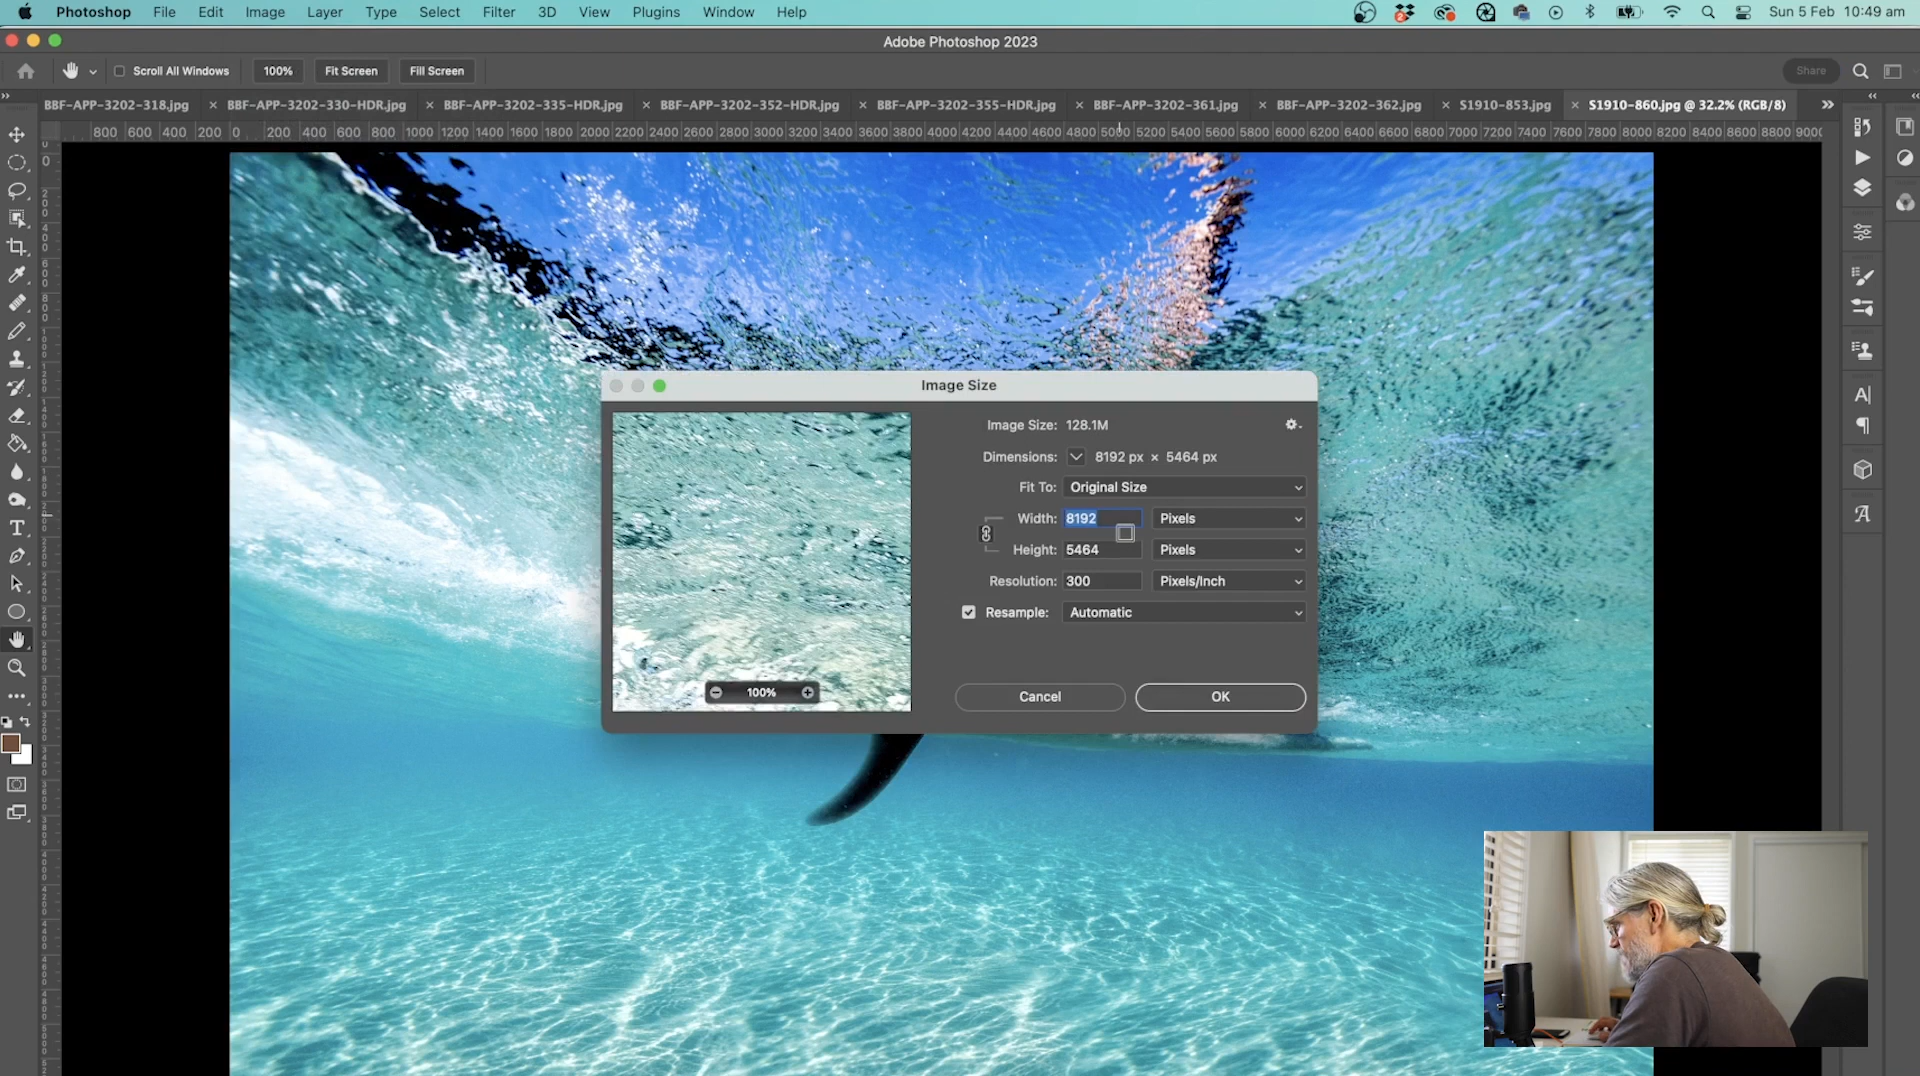 Photoshop File Edit Image Layer Type Select Filter 3D View Plugins Window Help 2 Sun 5 Feb 10:49 am
Adobe Photoshop 2023
Scroll All Windows 100% Fit Screen Fill Screen Share
BBF-APP-3202-318.jpg × BBF-APP-3202-330-HDR.jpg × BBF-APP-3202-335-HDR.jpg × BBF-APP-3202-352-HDR.jpg × BBF-APP-3202-355-HDR.jpg × BBF-APP-3202-361.jpg × BBF-APP-3202-362.jpg × S1910-853.jpg × S1910-860.jpg @ 32.2% (RGB/8)
800 600 400 200 0 200 400 600 800 1000 1200 1400 1600 1800 2000 2200 2400 2600 2800 3000 3200 3400 3600 3800 4000 4200 4400 4600 4800 5000 5200 5400 5600 5800 6000 6200 6400 6600 6800 7000 7200 7400 7600 7800 8000 8200 8400 8600 8800 9000
Image Size
Image Size: 128.1M
Dimensions: 8192 px × 5464 px
Fit To: Original Size
Width: 8192 Pixels
Height: 5464 Pixels
Resolution: 300 Pixels/Inch
Resample: Automatic
100%
Cancel OK